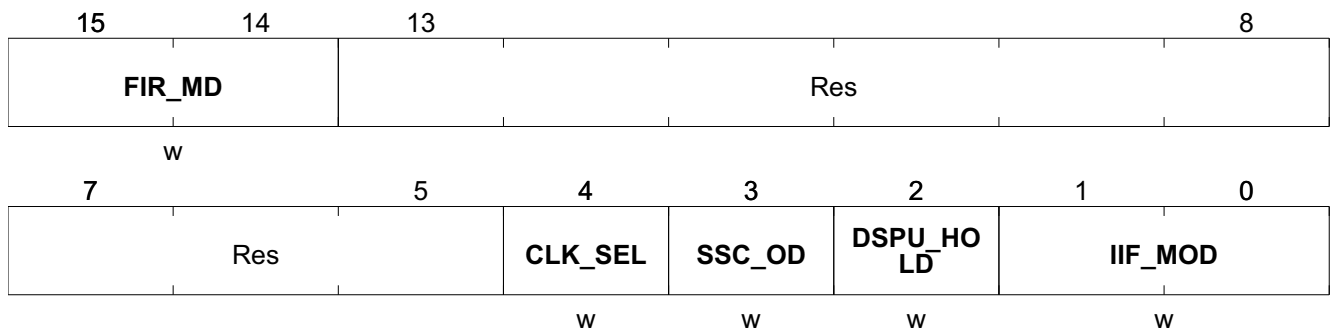 15 14 13 8
FIR_MD Res
w
7 5 4 3 2 1 0
Res CLK_SEL SSC_OD DSPU_HO
LD IIF_MOD
w w w w